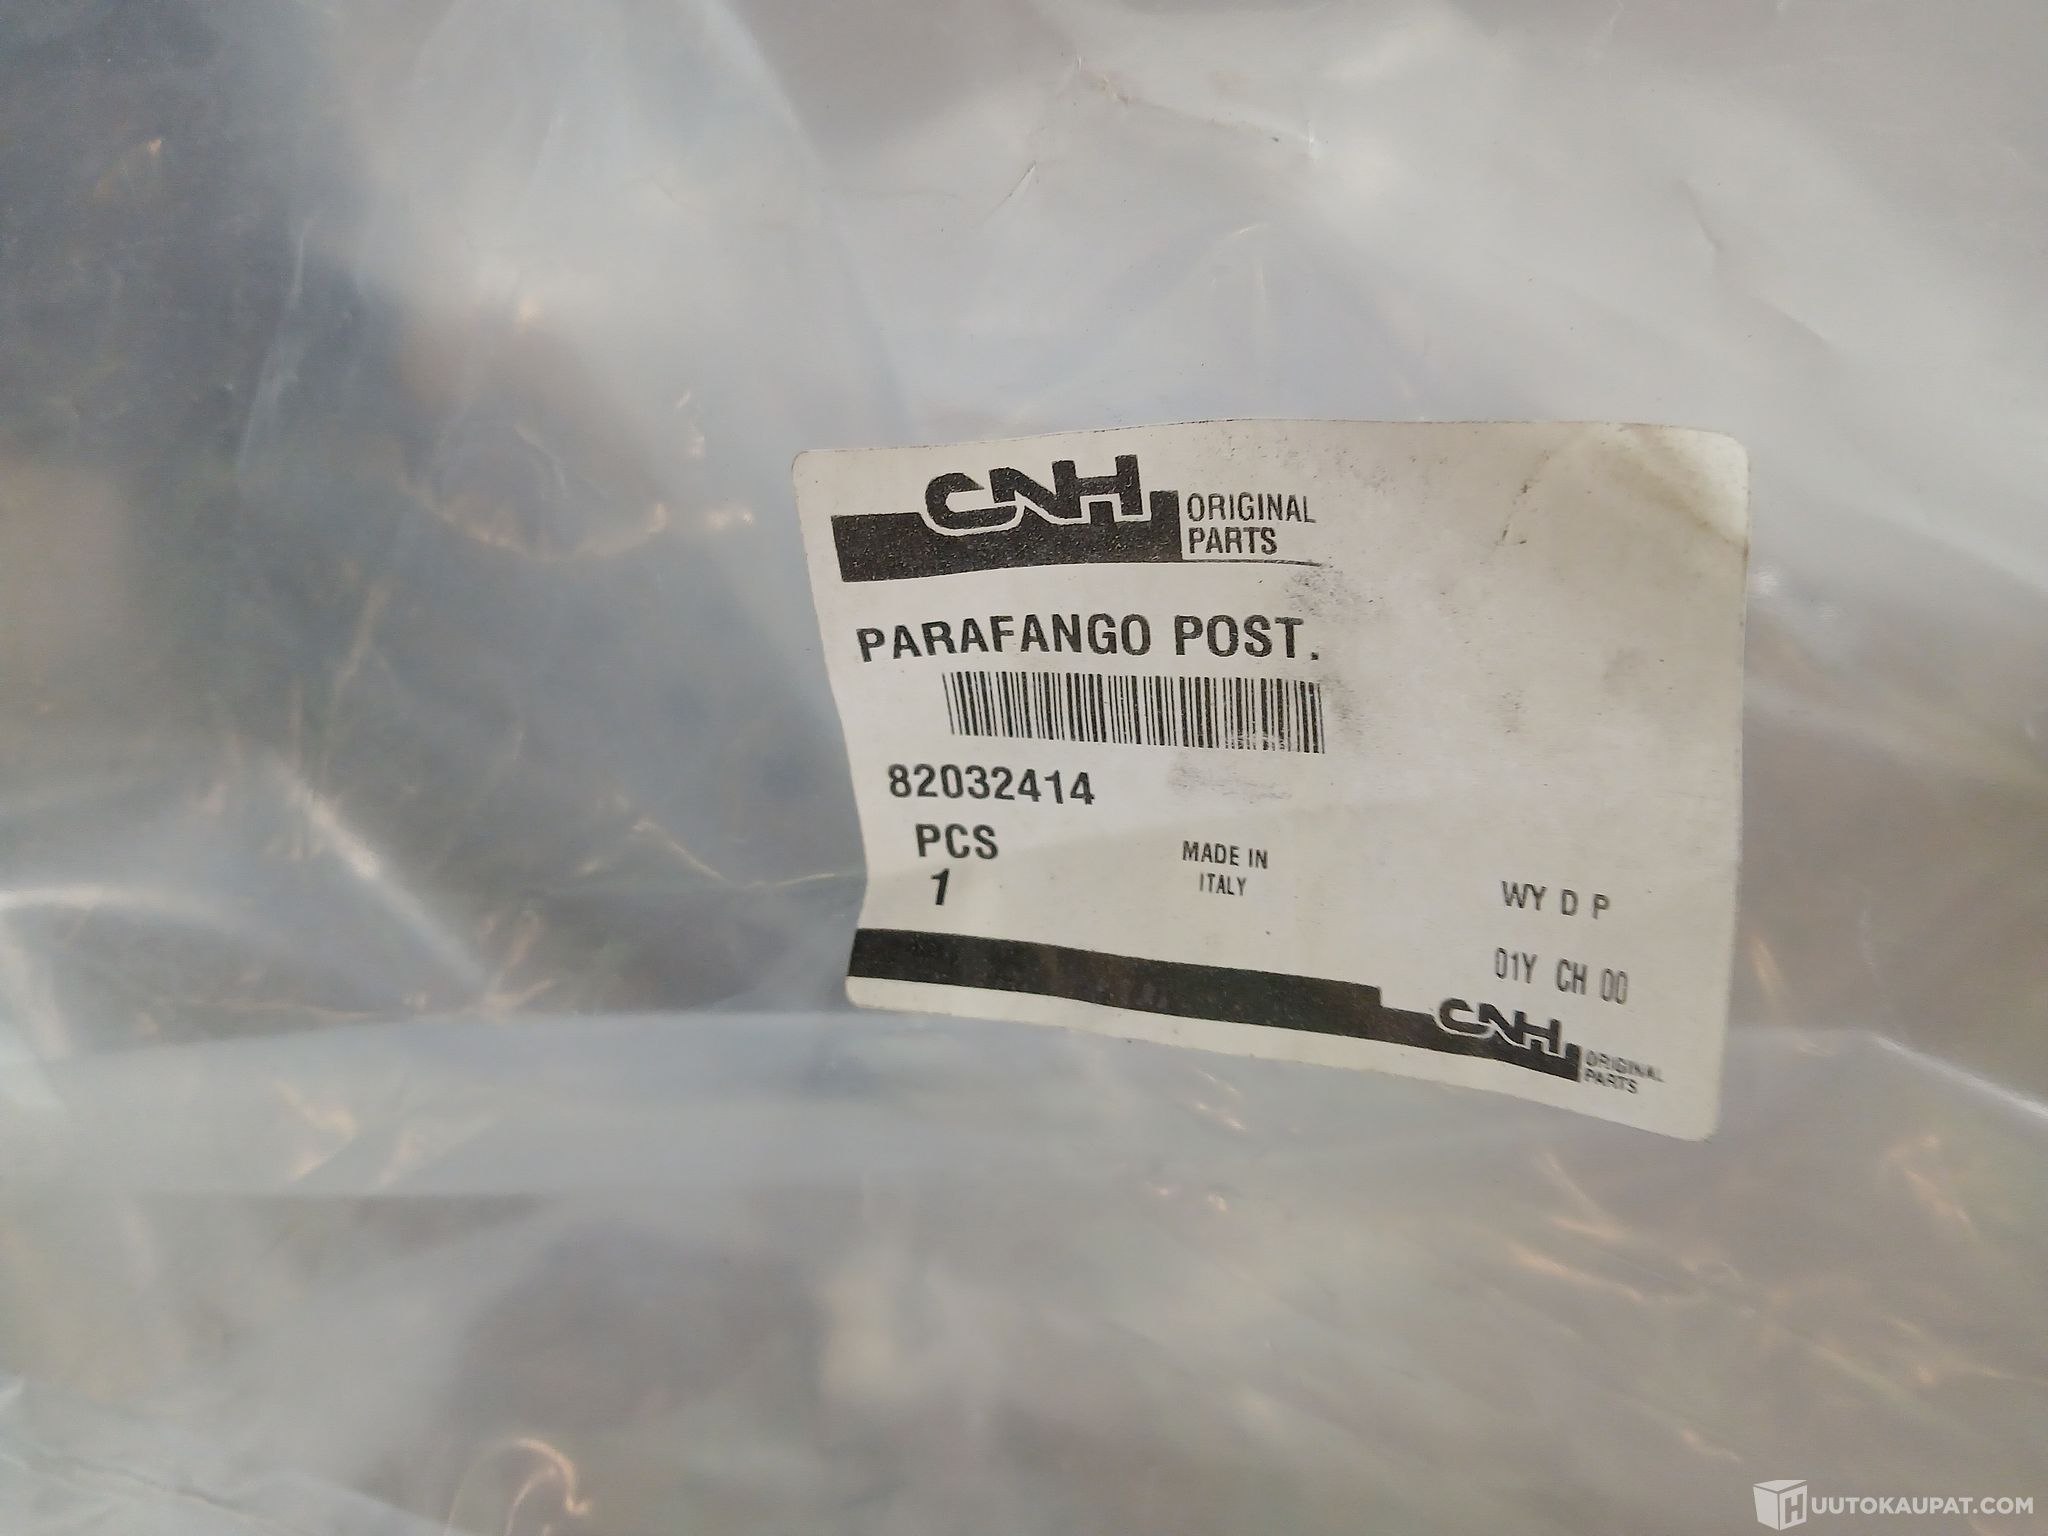 CNH ORIGINAL
PARTS
PARAFANGO POST.
82032414
PCS
1
MADE IN
ITALY
WY D P
01Y CH 00
CNH ORIGINAL
PARTS
HUUTOKAUPAT.COM